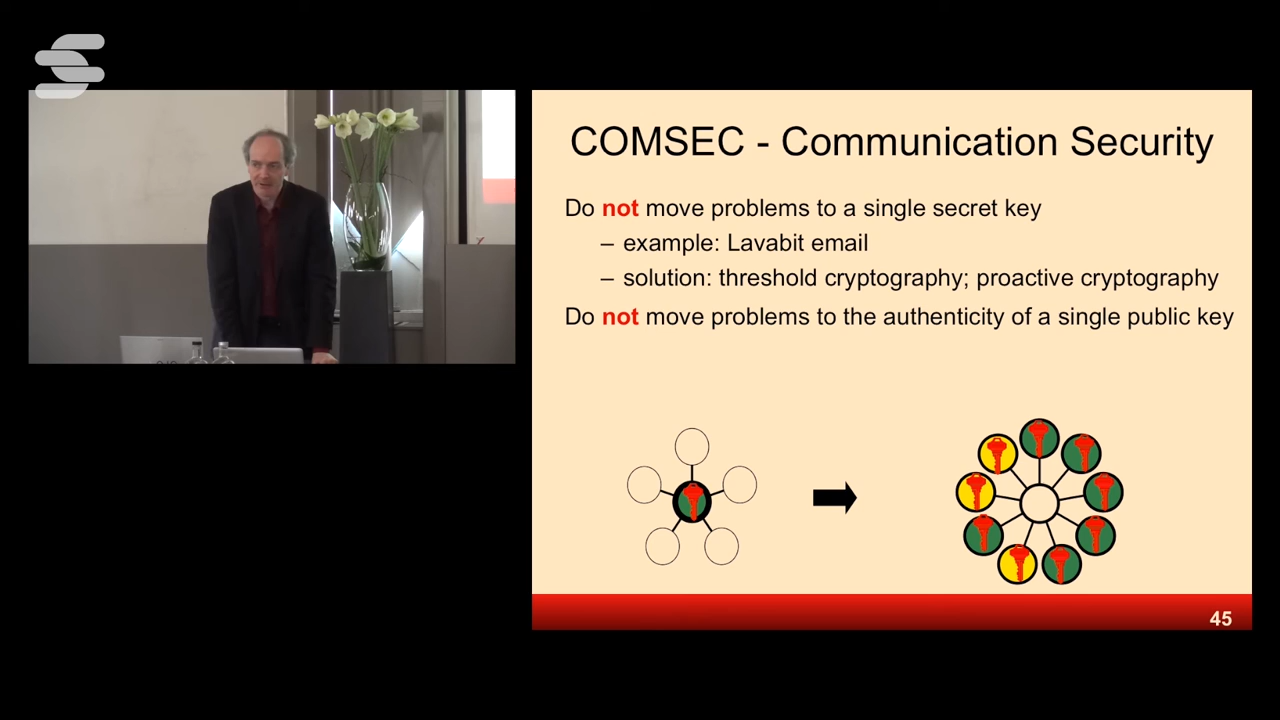 COMSEC - Communication Security
Do not move problems to a single secret key
– example: Lavabit email
– solution: threshold cryptography; proactive cryptography
Do not move problems to the authenticity of a single public key
45